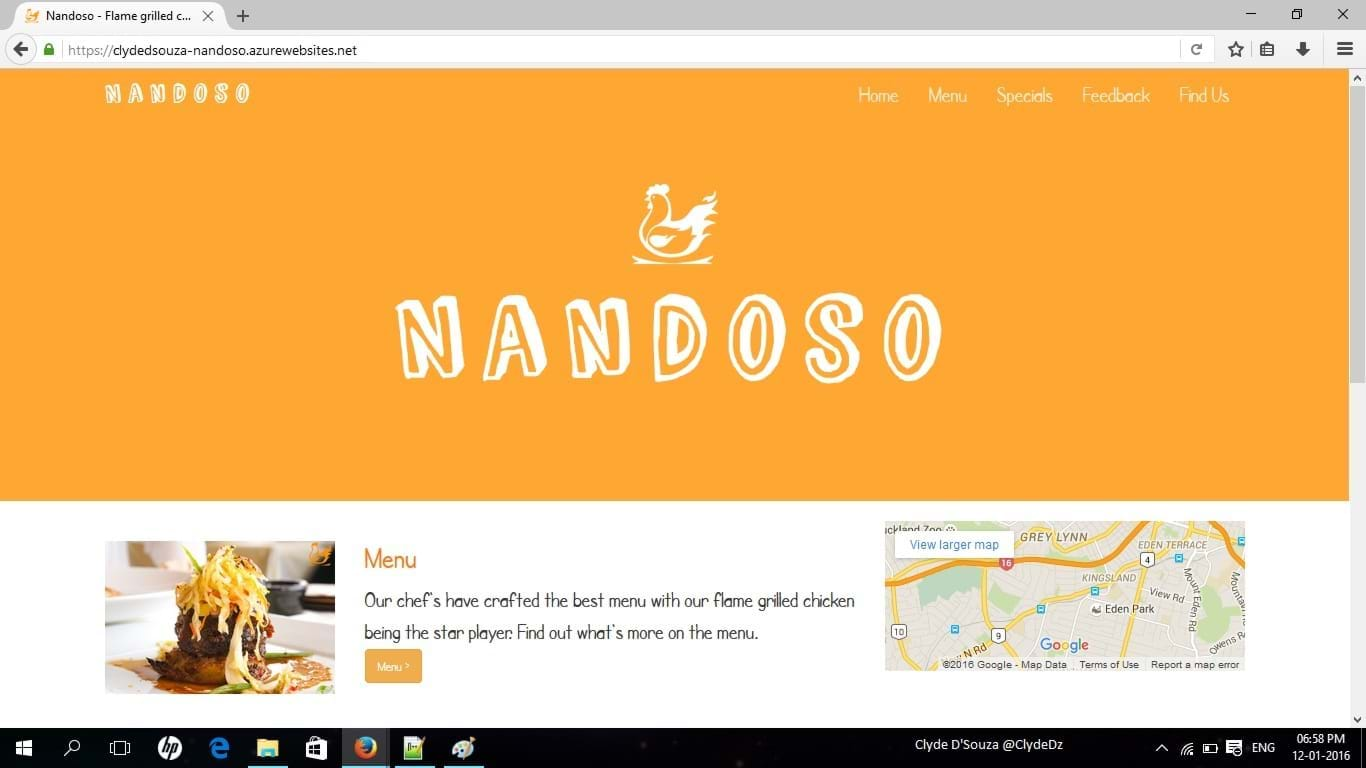 Nandoso - Flame grilled c...
https://clydedsouza-nandoso.azurewebsites.net
NANDOSO
Home
Menu
Specials
Feedback
Find Us
NANDOSO
Menu
Our chef's have crafted the best menu with our flame grilled chicken
being the star player. Find out what's more on the menu.
Menu >
View larger map
GREY LYNN
EDEN TERRACE
16
4
KINGSLAND
View Rd
Eden Park
Mount Eden Rd
10
9
Owens R
N Rd
Google
©2016 Google - Map Data
Terms of Use
Report a map error
hp
Clyde D'Souza @ClydeDz
ENG
06:58 PM
12-01-2016